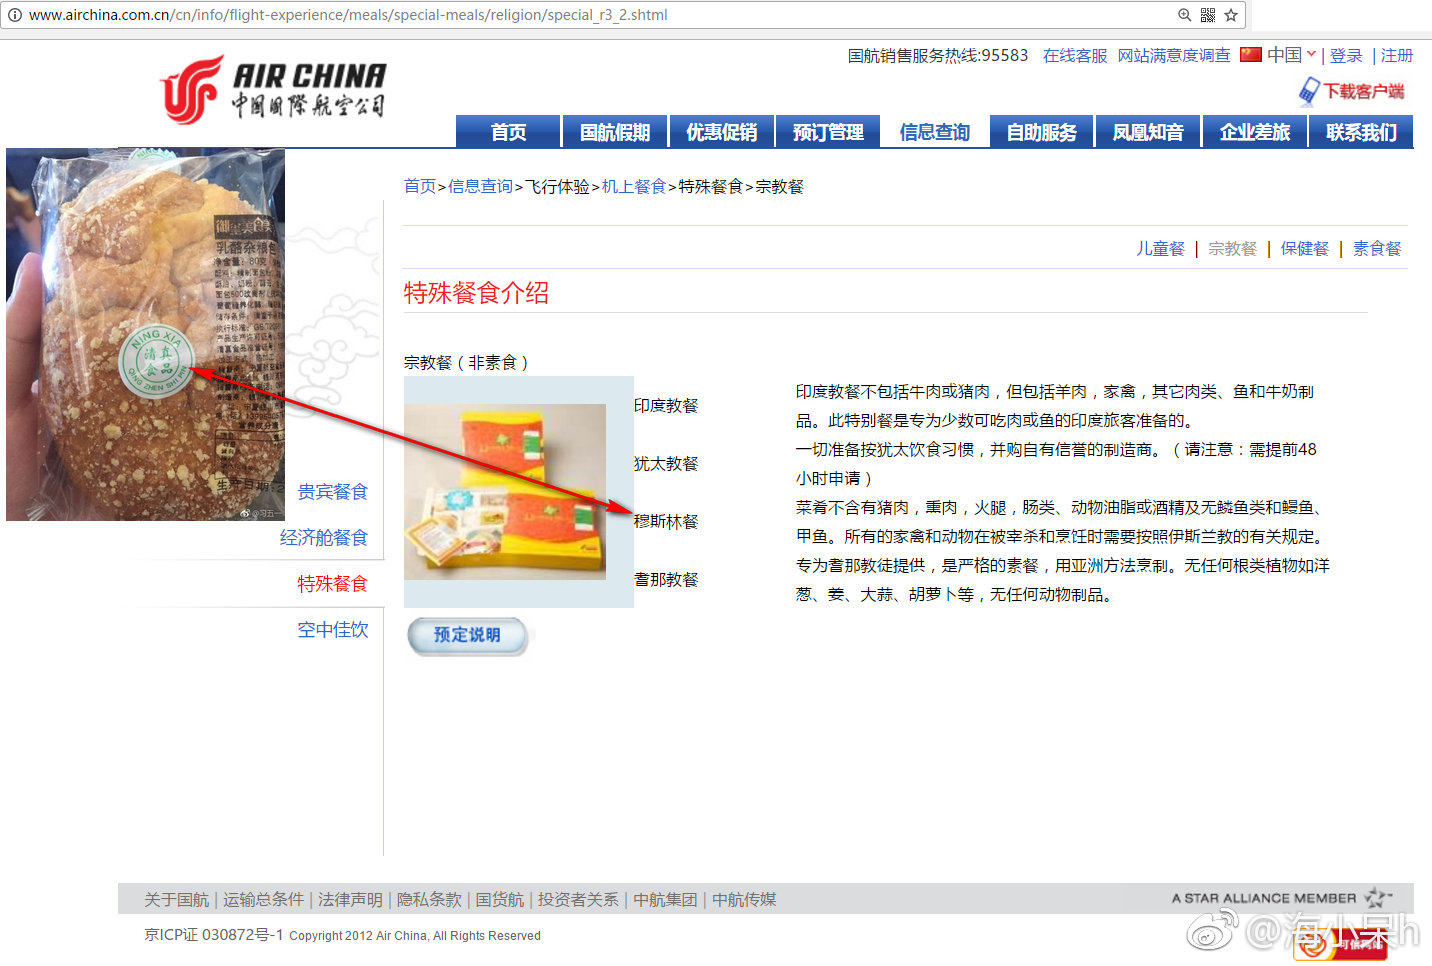 www.airchina.com.cn/cn/info/flight-experience/meals/special-meals/religion/special_r3_2.shtml
国航销售服务热线:95583 在线客服 网站满意度调查 中国 | 登录 | 注册
AIR CHINA
中国国际航空公司
下载客户端
首页 国航假期 优惠促销 预订管理 信息查询 自助服务 凤凰知音 企业差旅 联系我们
首页>信息查询>飞行体验>机上餐食>特殊餐食>宗教餐
儿童餐 | 宗教餐 | 保健餐 | 素食餐
特殊餐食介绍
乳酪杂粮包
净含量：80克
NING XIA
清真
食品
QING ZHEN SHI PIN
生产日期:
贵宾餐食
经济舱餐食
特殊餐食
空中佳饮
宗教餐（非素食）
印度教餐
犹太教餐
穆斯林餐
耆那教餐
印度教餐不包括牛肉或猪肉，但包括羊肉，家禽，其它肉类、鱼和牛奶制
品。此特别餐是专为少数可吃肉或鱼的印度旅客准备的。
一切准备按犹太饮食习惯，并购自有信誉的制造商。（请注意：需提前48
小时申请）
菜肴不含有猪肉，熏肉，火腿，肠类、动物油脂或酒精及无鳞鱼类和鳗鱼、
甲鱼。所有的家禽和动物在被宰杀和烹饪时需要按照伊斯兰教的有关规定。
专为耆那教徒提供，是严格的素餐，用亚洲方法烹制。无任何根类植物如洋
葱、姜、大蒜、胡萝卜等，无任何动物制品。
预定说明
关于国航 | 运输总条件 | 法律声明 | 隐私条款 | 国货航 | 投资者关系 | 中航集团 | 中航传媒
A STAR ALLIANCE MEMBER
京ICP证 030872号-1 Copyright 2012 Air China, All Rights Reserved
@海小呆h